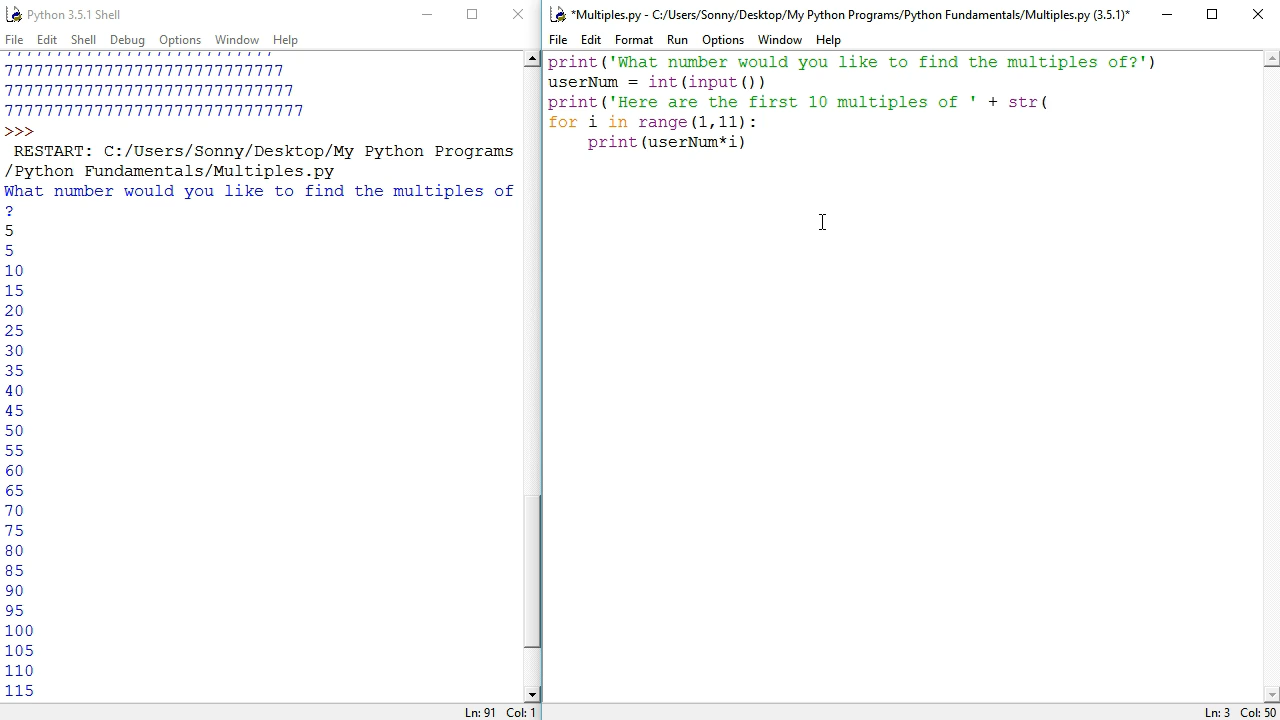 Python 3.5.1 Shell
File Edit Shell Debug Options Window Help
7777777777777777777777777777
77777777777777777777777777777
777777777777777777777777777777
>>>
RESTART: C:/Users/Sonny/Desktop/My Python Programs
/Python Fundamentals/Multiples.py
What number would you like to find the multiples of
?
5
5
10
15
20
25
30
35
40
45
50
55
60
65
70
75
80
85
90
95
100
105
110
115
Ln: 91 Col: 1
*Multiples.py - C:/Users/Sonny/Desktop/My Python Programs/Python Fundamentals/Multiples.py (3.5.1)*
File Edit Format Run Options Window Help
print('What number would you like to find the multiples of?')
userNum = int(input())
print('Here are the first 10 multiples of ' + str(
for i in range(1,11):
    print(userNum*i)
Ln: 3 Col: 50